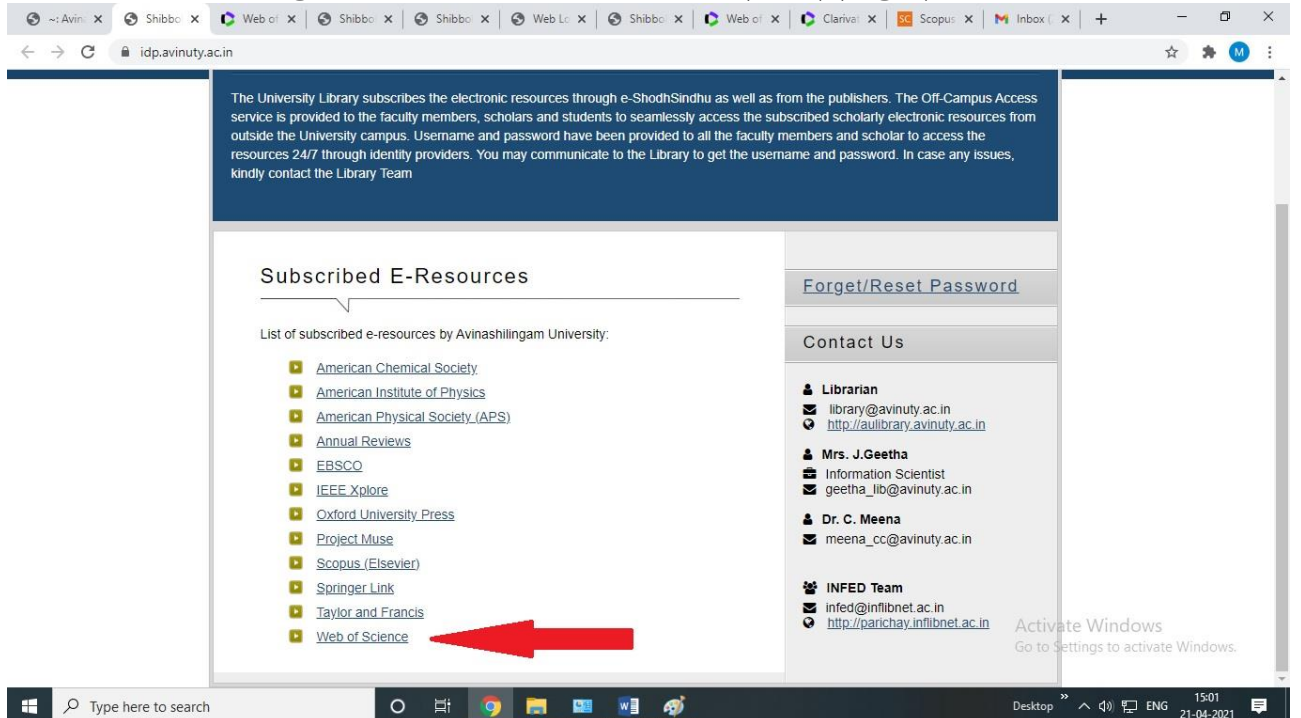 ~: Avin
Shibbo
Web of
Shibbo
Shibbo
Web Lo
Shibbo
Web of
Clarivat
SC
Scopus
Inbox (
idp.avinuty.ac.in
M
The University Library subscribes the electronic resources through e-ShodhSindhu as well as from the publishers. The Off-Campus Access
service is provided to the faculty members, scholars and students to seamlessly access the subscribed scholarly electronic resources from
outside the University campus. Username and password have been provided to all the faculty members and scholar to access the
resources 24/7 through identity providers. You may communicate to the Library to get the username and password. In case any issues,
kindly contact the Library Team
Subscribed E-Resources
List of subscribed e-resources by Avinashilingam University:
American Chemical Society
American Institute of Physics
American Physical Society (APS)
Annual Reviews
EBSCO
IEEE Xplore
Oxford University Press
Project Muse
Scopus (Elsevier)
Springer Link
Taylor and Francis
Web of Science
Forget/Reset Password
Contact Us
Librarian
library@avinuty.ac.in
http://aulibrary.avinuty.ac.in
Mrs. J.Geetha
Information Scientist
geetha_lib@avinuty.ac.in
Dr. C. Meena
meena_cc@avinuty.ac.in
INFED Team
infed@inflibnet.ac.in
http://parichay.inflibnet.ac.in
Activate Windows
Go to Settings to activate Windows.
Type here to search
Desktop
ENG
15:01
21-04-2021